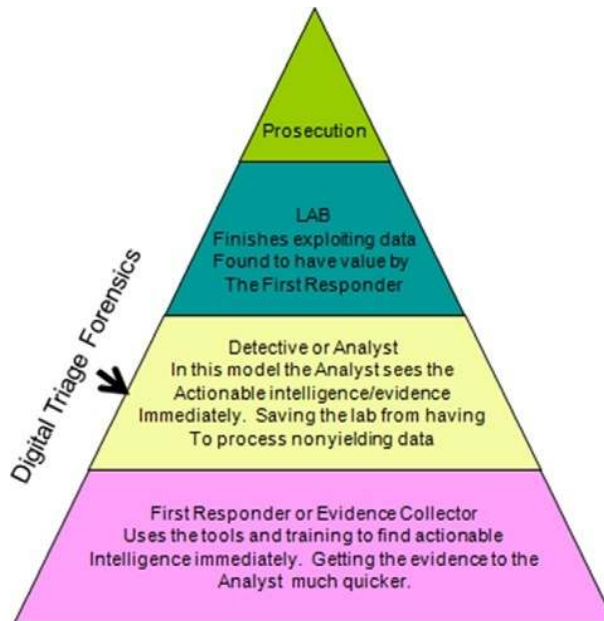 Prosecution
LAB
Finishes exploiting data
Found to have value by
The First Responder
Digital Triage Forensics
Detective or Analyst
In this model the Analyst sees the
Actionable intelligence/evidence
Immediately. Saving the lab from having
To process nonyielding data
First Responder or Evidence Collector
Uses the tools and training to find actionable
Intelligence immediately. Getting the evidence to the
Analyst much quicker.